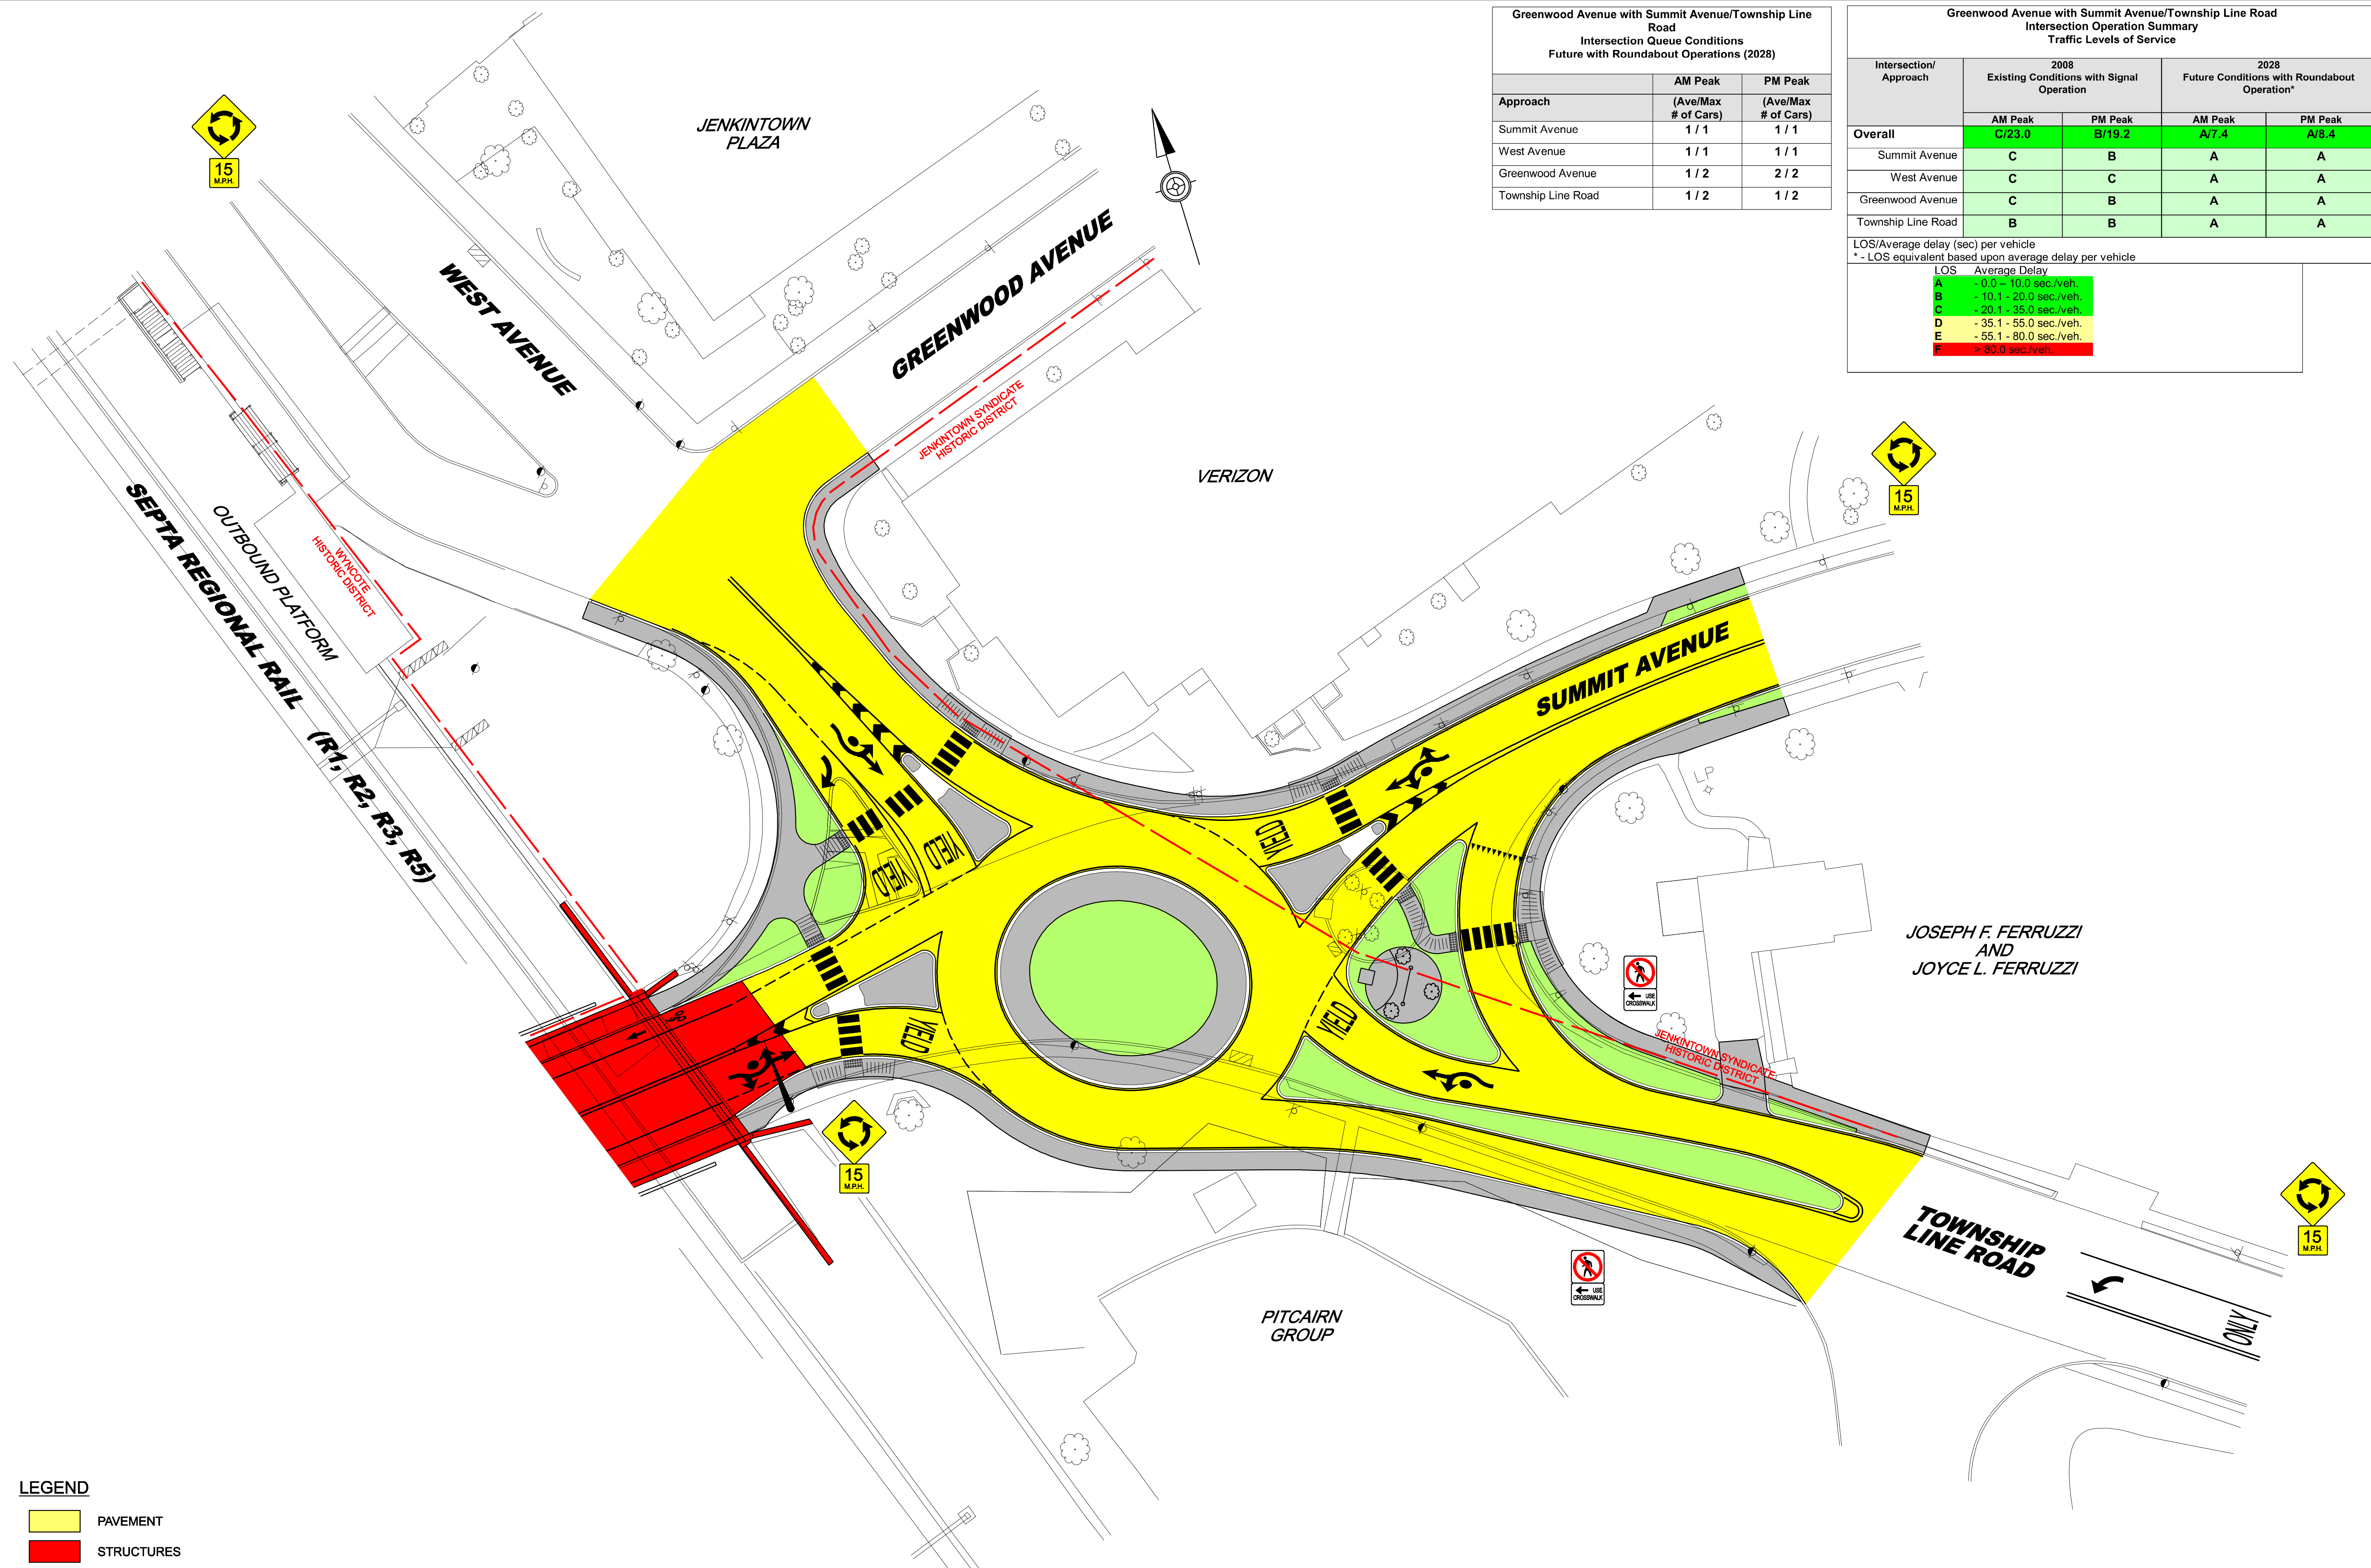 Greenwood Avenue with Summit Avenue/Township Line
Road
Intersection Queue Conditions
Future with Roundabout Operations (2028)
AM Peak PM Peak
Approach (Ave/Max # of Cars) (Ave/Max # of Cars)
Summit Avenue 1 / 1 1 / 1
West Avenue 1 / 1 1 / 1
Greenwood Avenue 1 / 2 2 / 2
Township Line Road 1 / 2 1 / 2
Greenwood Avenue with Summit Avenue/Township Line Road
Intersection Operation Summary
Traffic Levels of Service
Intersection/ Approach
2008
Existing Conditions with Signal
Operation
2028
Future Conditions with Roundabout
Operation*
AM Peak PM Peak AM Peak PM Peak
Overall C/23.0 B/19.2 A/7.4 A/8.4
Summit Avenue C B A A
West Avenue C C A A
Greenwood Avenue C B A A
Township Line Road B B A A
LOS/Average delay (sec) per vehicle
* - LOS equivalent based upon average delay per vehicle
LOS Average Delay
A - 0.0 – 10.0 sec./veh.
B - 10.1 - 20.0 sec./veh.
C - 20.1 - 35.0 sec./veh.
D - 35.1 - 55.0 sec./veh.
E - 55.1 - 80.0 sec./veh.
F > 80.0 sec./veh.
15
M.P.H.
JENKINTOWN
PLAZA
WEST AVENUE
GREENWOOD AVENUE
JENKINTOWN SYNDICATE
HISTORIC DISTRICT
VERIZON
15
M.P.H.
SEPTA REGIONAL RAIL
(R1, R2, R3, R5)
OUTBOUND PLATFORM
WYNCOTE
HISTORIC DISTRICT
SUMMIT AVENUE
LP
YIELD
YIELD
YIELD
YIELD
YIELD
JOSEPH F. FERRUZZI
AND
JOYCE L. FERRUZZI
USE
CROSSWALK
JENKINTOWN SYNDICATE
HISTORIC DISTRICT
15
M.P.H.
15
M.P.H.
TOWNSHIP
LINE ROAD
ONLY
USE
CROSSWALK
PITCAIRN
GROUP
LEGEND
PAVEMENT
STRUCTURES